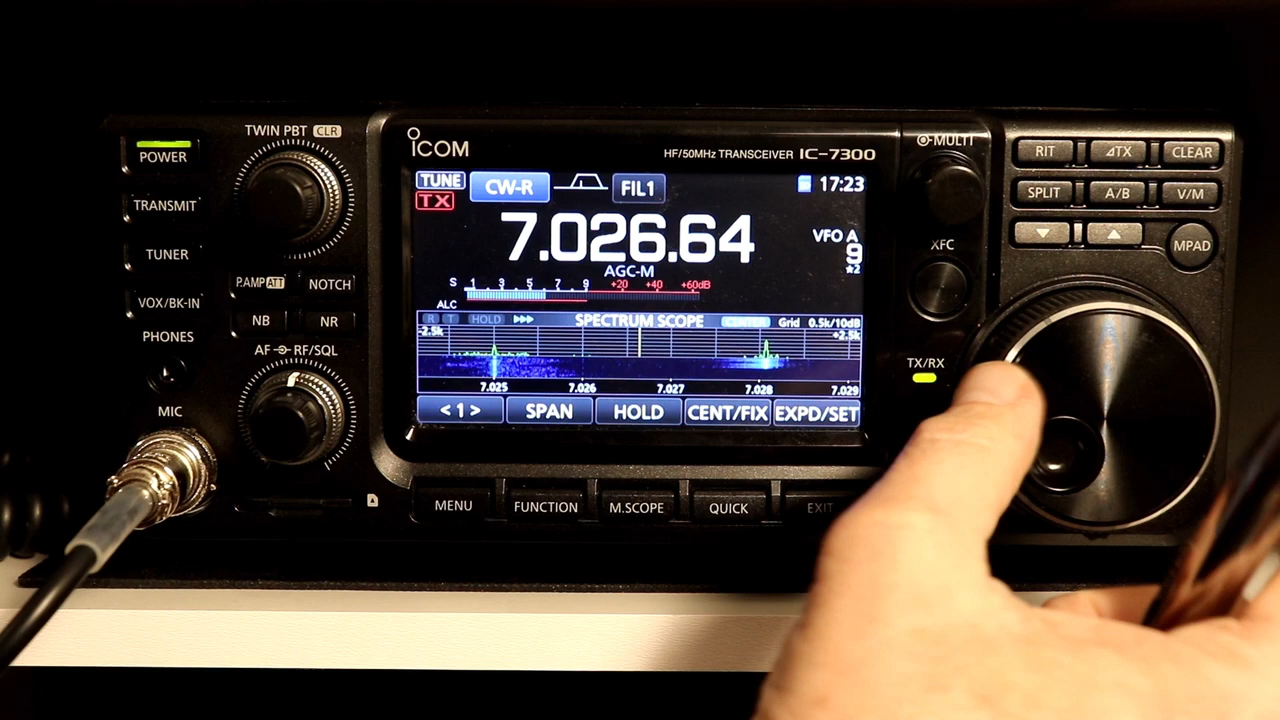 TWIN PBT CLR
POWER
TRANSMIT
TUNER
VOX/BK-IN
PHONES
MIC
P.AMP ATT
NOTCH
NB
NR
AF RF/SQL
ICOM
HF/50MHz TRANSCEIVER IC-7300
TUNE CW-R FIL1 17:23
TX
7.026.64
VFO A
9
★2
AGC-M
S 1 3 5 7 9 +20 +40 +60dB
ALC
R T HOLD SPECTRUM SCOPE CENTER Grid 0.5k/10dB
-2.5k +2.5k
7.025 7.026 7.027 7.028 7.029
<1> SPAN HOLD CENT/FIX EXPD/SET
MENU FUNCTION M.SCOPE QUICK EXIT
MULTI
XFC
TX/RX
RIT ⊿TX CLEAR
SPLIT A/B V/M
MPAD